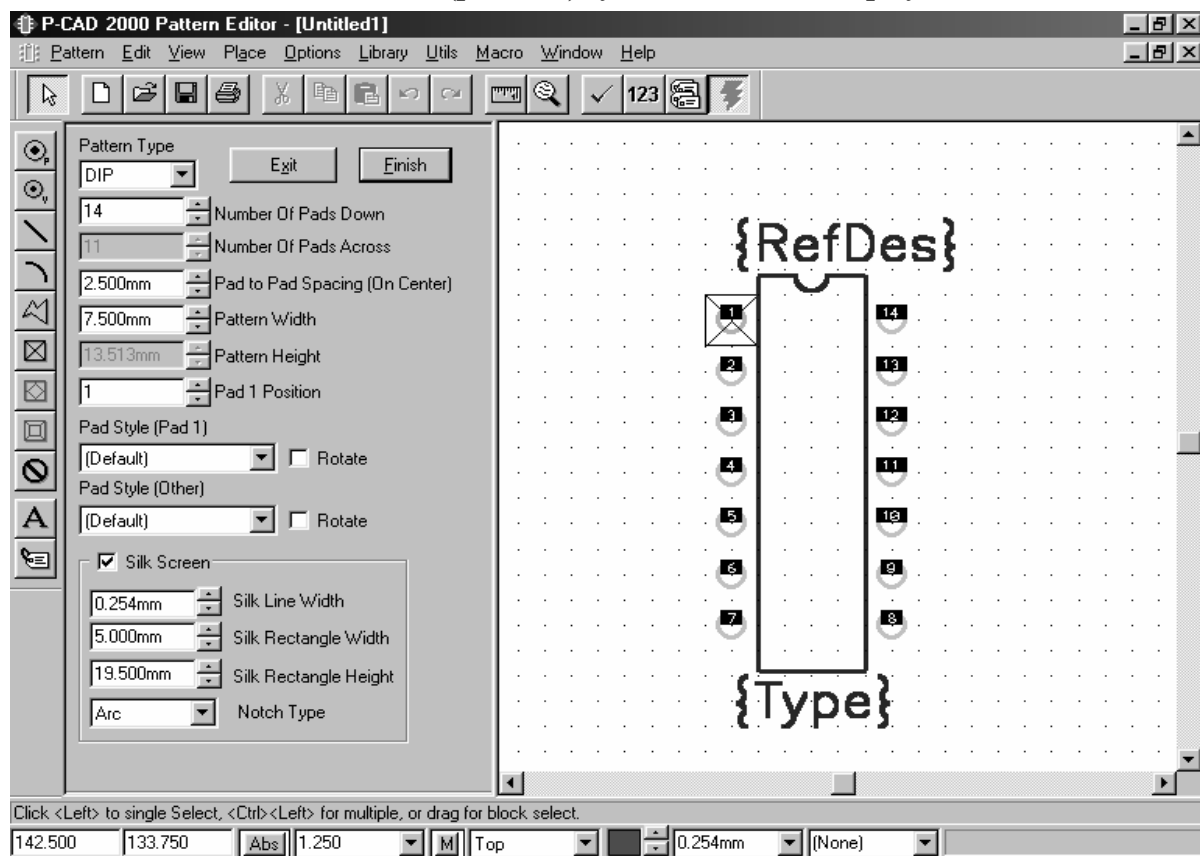 P-CAD 2000 Pattern Editor - [Untitled1]
Pattern Edit View Place Options Library Utils Macro Window Help
123
Pattern Type
DIP
Exit
Finish
14 Number Of Pads Down
11 Number Of Pads Across
2.500mm Pad to Pad Spacing (On Center)
7.500mm Pattern Width
13.513mm Pattern Height
1 Pad 1 Position
Pad Style (Pad 1)
(Default) Rotate
Pad Style (Other)
(Default) Rotate
Silk Screen
0.254mm Silk Line Width
5.000mm Silk Rectangle Width
19.500mm Silk Rectangle Height
Arc Notch Type
{RefDes}
1 14
2 13
3 12
4 11
5 10
6 9
7 8
{Type}
Click <Left> to single Select, <Ctrl><Left> for multiple, or drag for block select.
142.500 133.750 Abs 1.250 M Top 0.254mm (None)